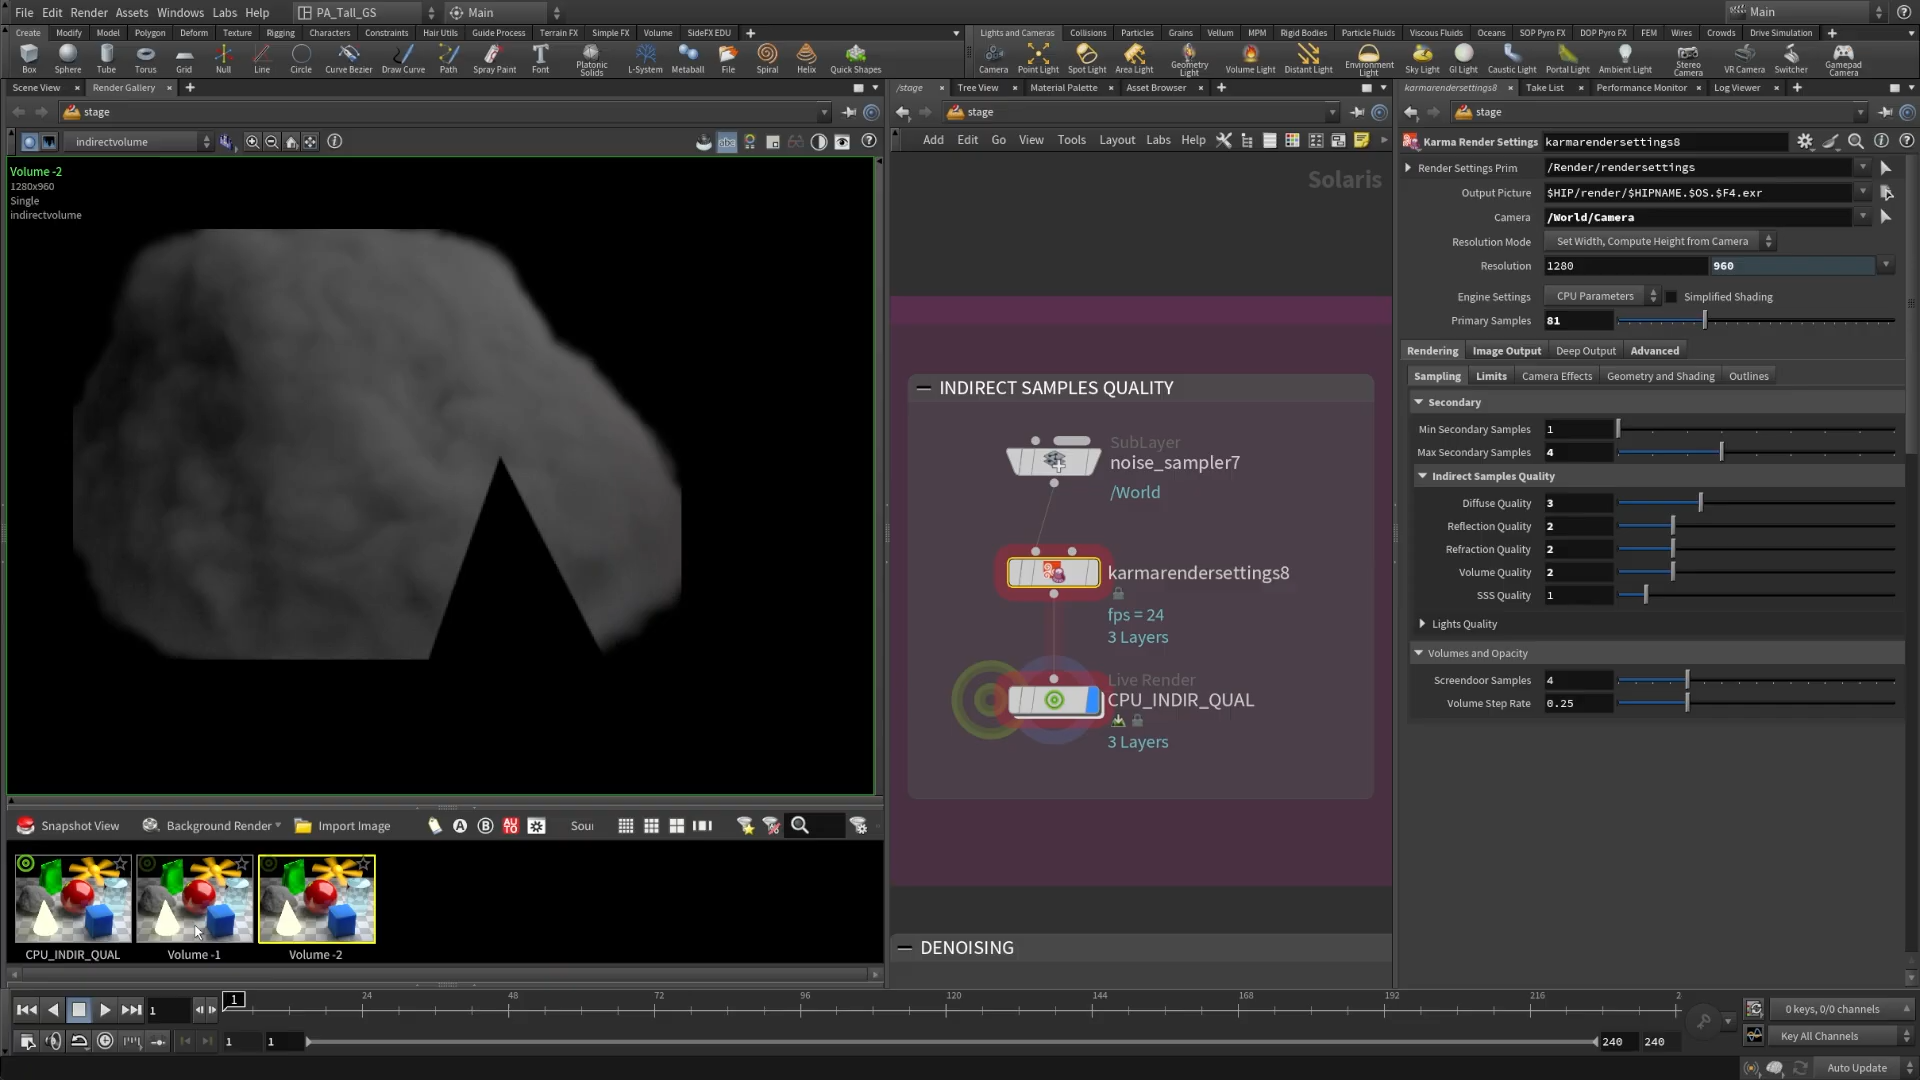 File Edit Render Assets Windows Labs Help PA_Tall_GS Main Main
Create Modify Model Polygon Deform Texture Rigging Characters Constraints Hair Utils Guide Process Terrain FX Simple FX Volume SideFX EDU
Box Sphere Tube Torus Grid Null Line Circle Curve Bezier Draw Curve Path Spray Paint Font Platonic Solids L-System Metaball File Spiral Helix Quick Shapes
Lights and Cameras Collisions Particles Grains Vellum MPM Rigid Bodies Particle Fluids Viscous Fluids Oceans SOP Pyro FX DOP Pyro FX FEM Wires Crowds Drive Simulation
Camera Point Light Spot Light Area Light Geometry Light Volume Light Distant Light Environment Light Sky Light GI Light Caustic Light Portal Light Ambient Light Stereo Camera VR Camera Switcher Gamepad Camera
Scene View Render Gallery
stage
indirectvolume
Volume -2
1280x960
Single
indirectvolume
Snapshot View Background Render Import Image A B AUTO Sour
CPU_INDIR_QUAL Volume -1 Volume -2
/stage Tree View Material Palette Asset Browser
stage
Add Edit Go View Tools Layout Labs Help
Solaris
INDIRECT SAMPLES QUALITY
SubLayer
noise_sampler7
/World
karmarendersettings8
fps = 24
3 Layers
Live Render
CPU_INDIR_QUAL
3 Layers
DENOISING
karmarendersettings8 Take List Performance Monitor Log Viewer
stage
Karma Render Settings karmarendersettings8
Render Settings Prim /Render/rendersettings
Output Picture $HIP/render/$HIPNAME.$OS.$F4.exr
Camera /World/Camera
Resolution Mode Set Width, Compute Height from Camera
Resolution 1280 960
Engine Settings CPU Parameters Simplified Shading
Primary Samples 81
Rendering Image Output Deep Output Advanced
Sampling Limits Camera Effects Geometry and Shading Outlines
Secondary
Min Secondary Samples 1
Max Secondary Samples 4
Indirect Samples Quality
Diffuse Quality 3
Reflection Quality 2
Refraction Quality 2
Volume Quality 2
SSS Quality 1
Lights Quality
Volumes and Opacity
Screendoor Samples 4
Volume Step Rate 0.25
1 1 24 48 72 96 120 144 168 192 216 2
0 keys, 0/0 channels
1 1 240 240
Key All Channels
Auto Update